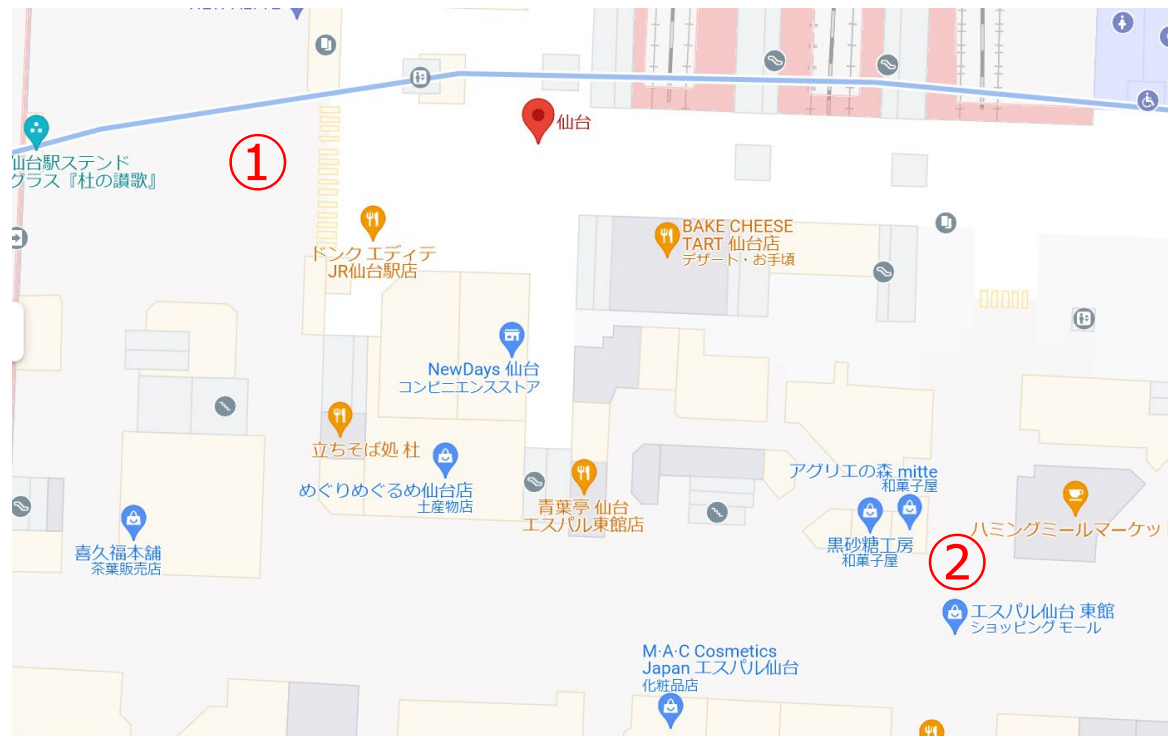 仙台
仙台駅ステンド
グラス『杜の讃歌』
①
ドンク エディテ
JR仙台駅店
BAKE CHEESE
TART 仙台店
デザート・お手頃
NewDays 仙台
コンビニエンスストア
立ちそば処 杜
めぐりめぐるめ仙台店
土産物店
青葉亭 仙台
エスパル東館店
アグリエの森 mitte
和菓子屋
黒砂糖工房
和菓子屋
ハミングミールマーケッ
喜久福本舗
茶葉販売店
②
エスパル仙台 東館
ショッピング モール
M·A·C Cosmetics
Japan エスパル仙台
化粧品店